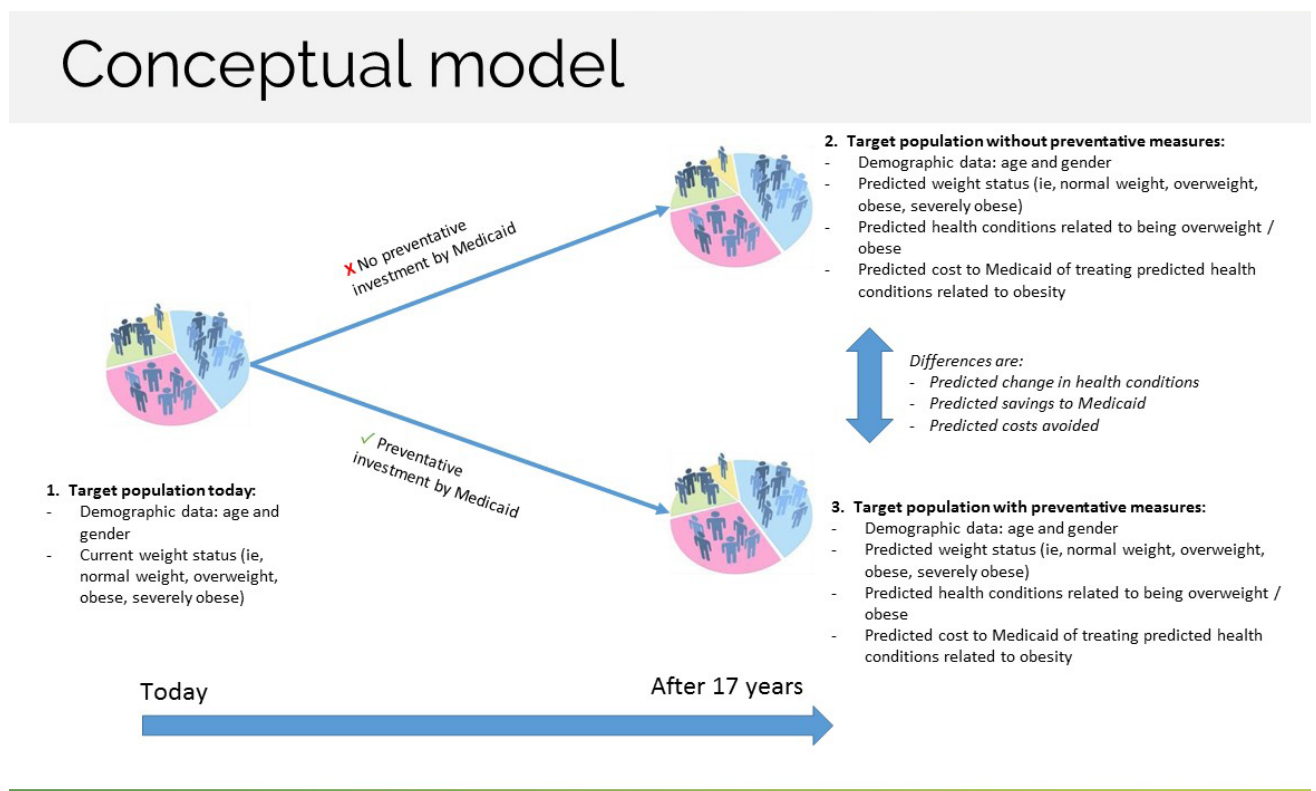 Conceptual model
X No preventative
investment by Medicaid
✓ Preventative
investment by Medicaid
1. Target population today:
- Demographic data: age and
gender
- Current weight status (ie,
normal weight, overweight,
obese, severely obese)
2. Target population without preventative measures:
- Demographic data: age and gender
- Predicted weight status (ie, normal weight, overweight,
obese, severely obese)
- Predicted health conditions related to being overweight /
obese
- Predicted cost to Medicaid of treating predicted health
conditions related to obesity
Differences are:
- Predicted change in health conditions
- Predicted savings to Medicaid
- Predicted costs avoided
3. Target population with preventative measures:
- Demographic data: age and gender
- Predicted weight status (ie, normal weight, overweight,
obese, severely obese)
- Predicted health conditions related to being overweight /
obese
- Predicted cost to Medicaid of treating predicted health
conditions related to obesity
Today
After 17 years